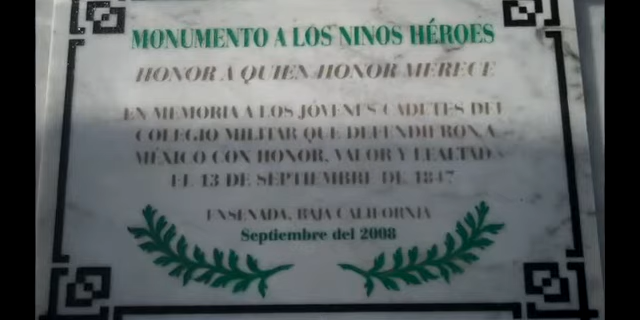 MONUMENTO A LOS NINOS HÉROES
HONOR A QUIEN HONOR MERECE
EN MEMORIA A LOS JÓVENES CADETES DEL
COLEGIO MILITAR QUE DEFENDIERON A
MÉXICO CON HONOR, VALOR Y LEALTAD
EL 13 DE SEPTIEMBRE DE 1847
ENSENADA, BAJA CALIFORNIA
Septiembre del 2008